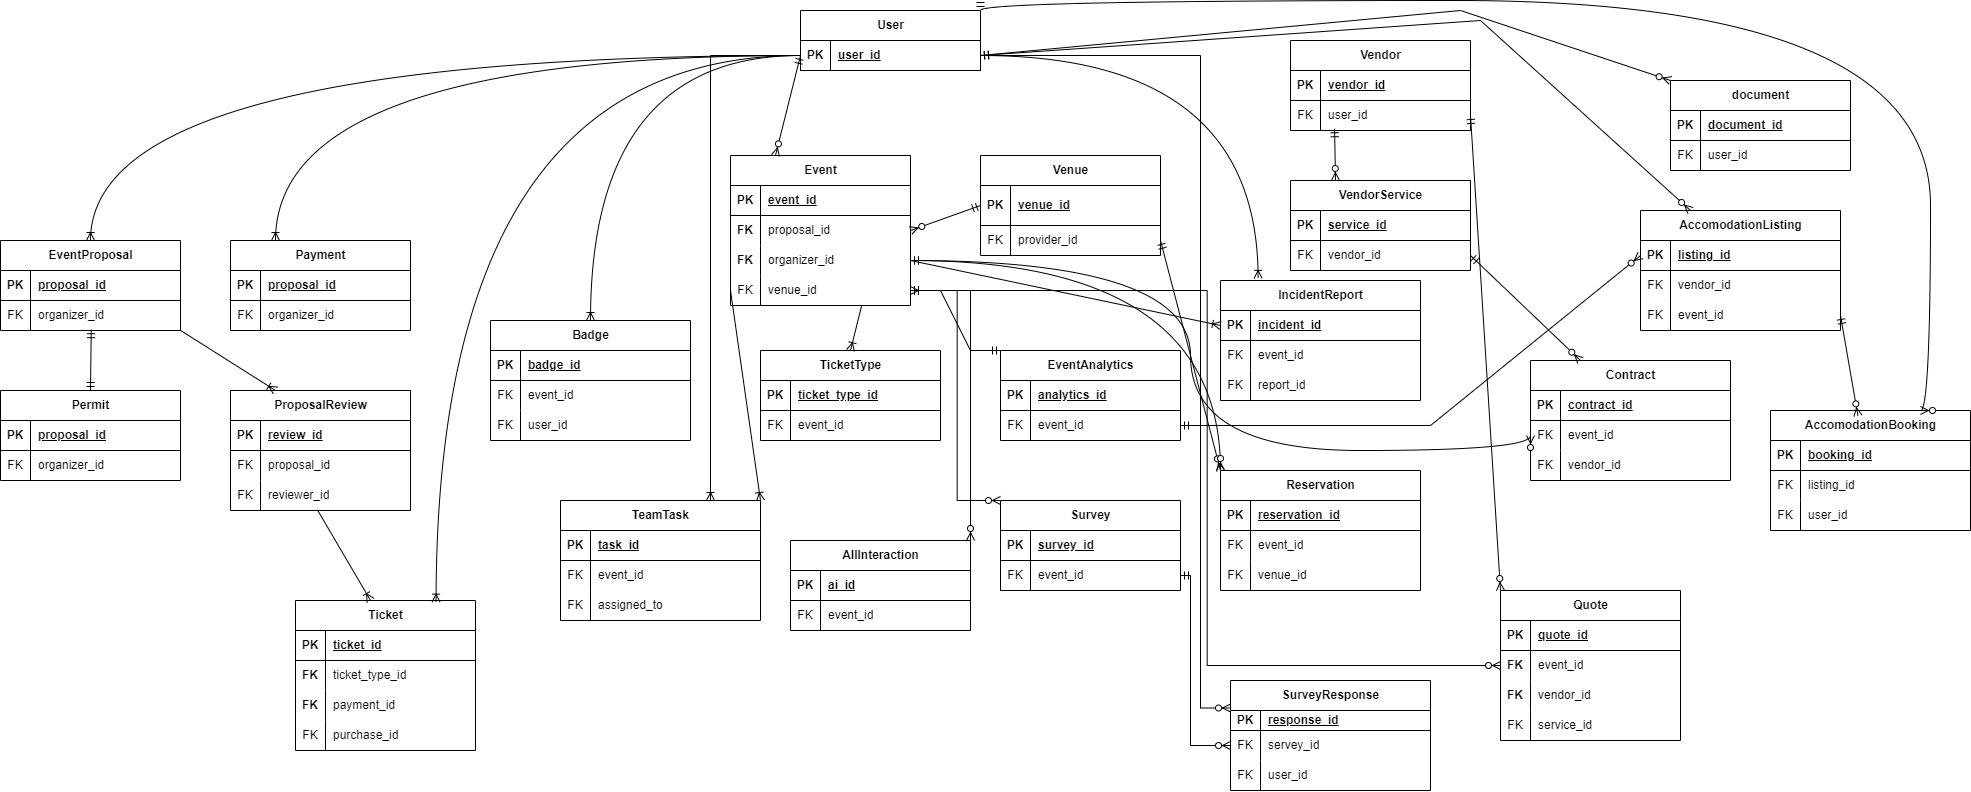 User
PK user_id
Vendor
PK vendor_id
FK user_id
document
PK document_id
FK user_id
Event
PK event_id
FK proposal_id
FK organizer_id
FK venue_id
Venue
PK venue_id
FK provider_id
VendorService
PK service_id
FK vendor_id
AccomodationListing
PK listing_id
FK vendor_id
FK event_id
EventProposal
PK proposal_id
FK organizer_id
Payment
PK proposal_id
FK organizer_id
IncidentReport
PK incident_id
FK event_id
FK report_id
Badge
PK badge_id
FK event_id
FK user_id
TicketType
PK ticket_type_id
FK event_id
EventAnalytics
PK analytics_id
FK event_id
Contract
PK contract_id
FK event_id
FK vendor_id
Permit
PK proposal_id
FK organizer_id
ProposalReview
PK review_id
FK proposal_id
FK reviewer_id
AccomodationBooking
PK booking_id
FK listing_id
FK user_id
Reservation
PK reservation_id
FK event_id
FK venue_id
TeamTask
PK task_id
FK event_id
FK assigned_to
AIIInteraction
PK ai_id
FK event_id
Survey
PK survey_id
FK event_id
Ticket
PK ticket_id
FK ticket_type_id
FK payment_id
FK purchase_id
Quote
PK quote_id
FK event_id
FK vendor_id
FK service_id
SurveyResponse
PK response_id
FK servey_id
FK user_id